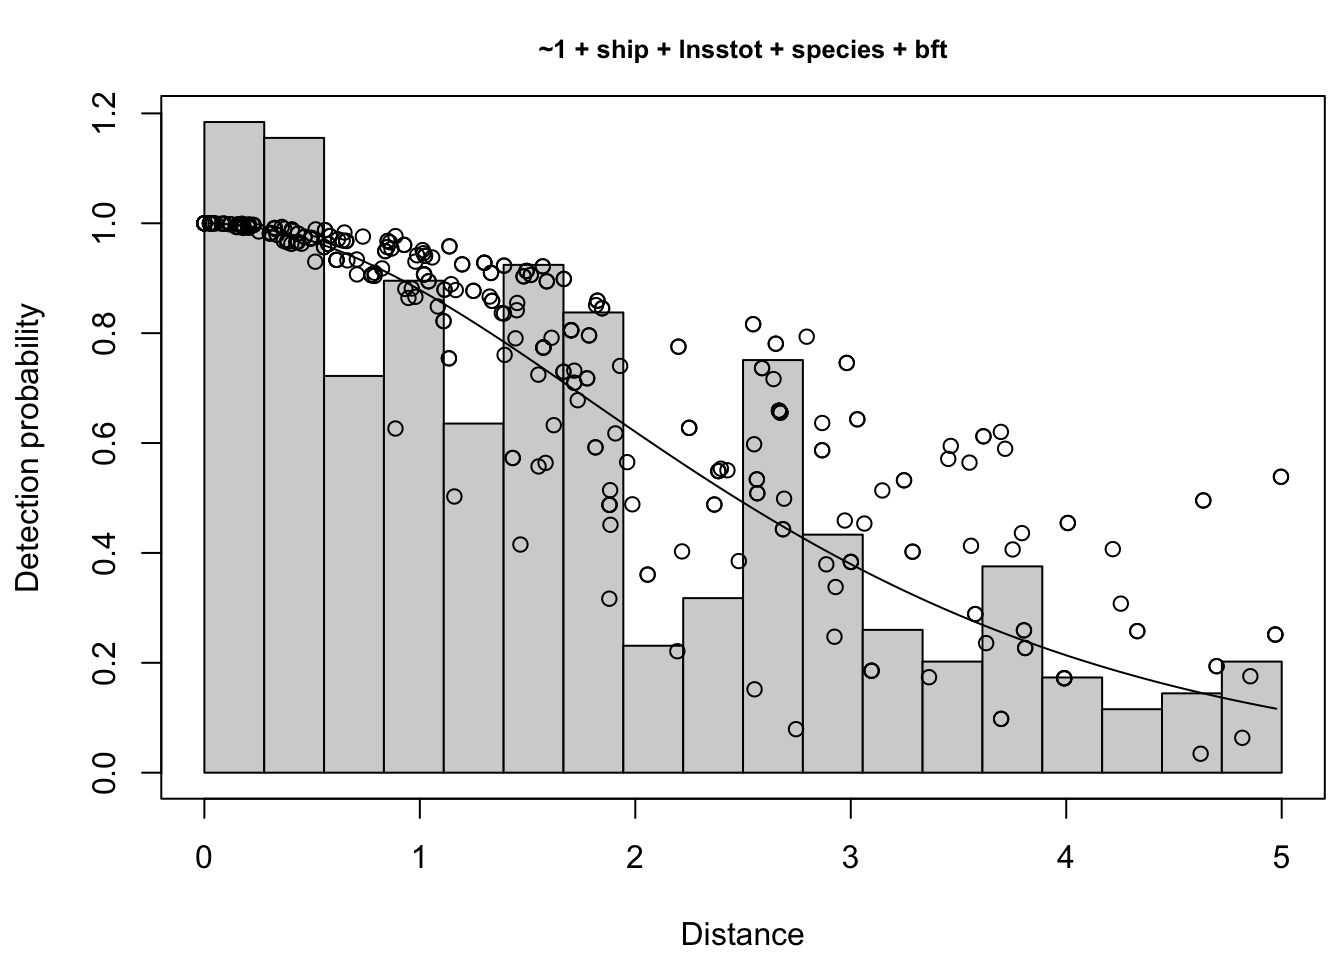 ~1 + ship + lnsstot + species + bft
Detection probability
1.2
1.0
0.8
0.6
0.4
0.2
0.0
0 1 2 3 4 5
Distance